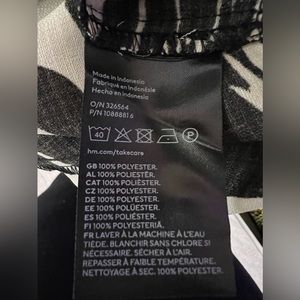 Made in Indonesia
Fabriqué en Indonésie
Hecho en indonesia
O/N 326564
P/N 10888816
40
hm.com/takecare
GB 100% POLYESTER.
AL 100% POLIESTËR.
CAT 100% POLIÈSTER.
CZ 100% POLYESTER.
DE 100% POLYESTER.
EE 100% POLÜESTER.
ES 100% POLIÉSTER.
FI 100% POLYESTERIÄ.
FR LAVER À LA MACHINE À L'EAU
TIÈDE. BLANCHIR SANS CHLORE SI
NÉCESSAIRE. SÉCHER À L'AIR.
REPASSER À FAIBLE TEMPÉRATURE.
NETTOYAGE À SEC. 100% POLYESTER.